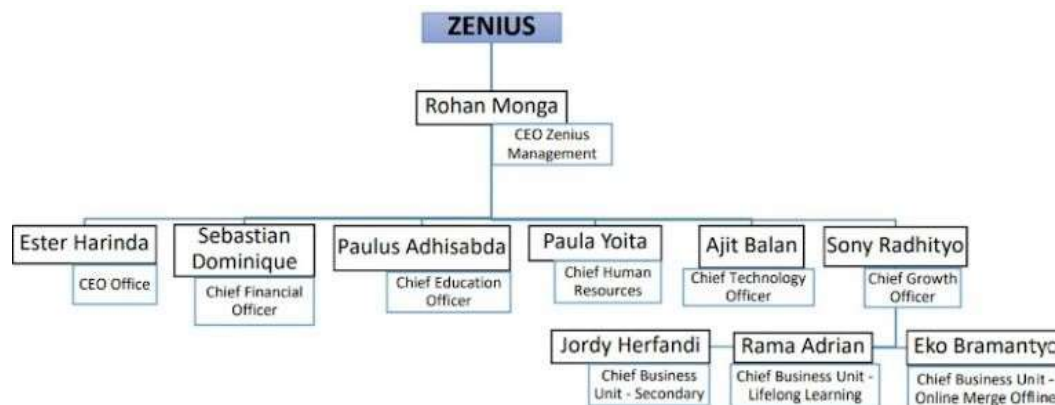 ZENIUS
Rohan Monga
CEO Zenius
Management
Ester Harinda
CEO Office
Sebastian
Dominique
Chief Financial
Officer
Paulus Adhisabda
Chief Education
Officer
Paula Yoita
Chief Human
Resources
Ajit Balan
Chief Technology
Officer
Sony Radhityo
Chief Growth
Officer
Jordy Herfandi
Chief Business
Unit - Secondary
Rama Adrian
Chief Business Unit -
Lifelong Learning
Eko Bramantyo
Chief Business Unit -
Online Merge Offline